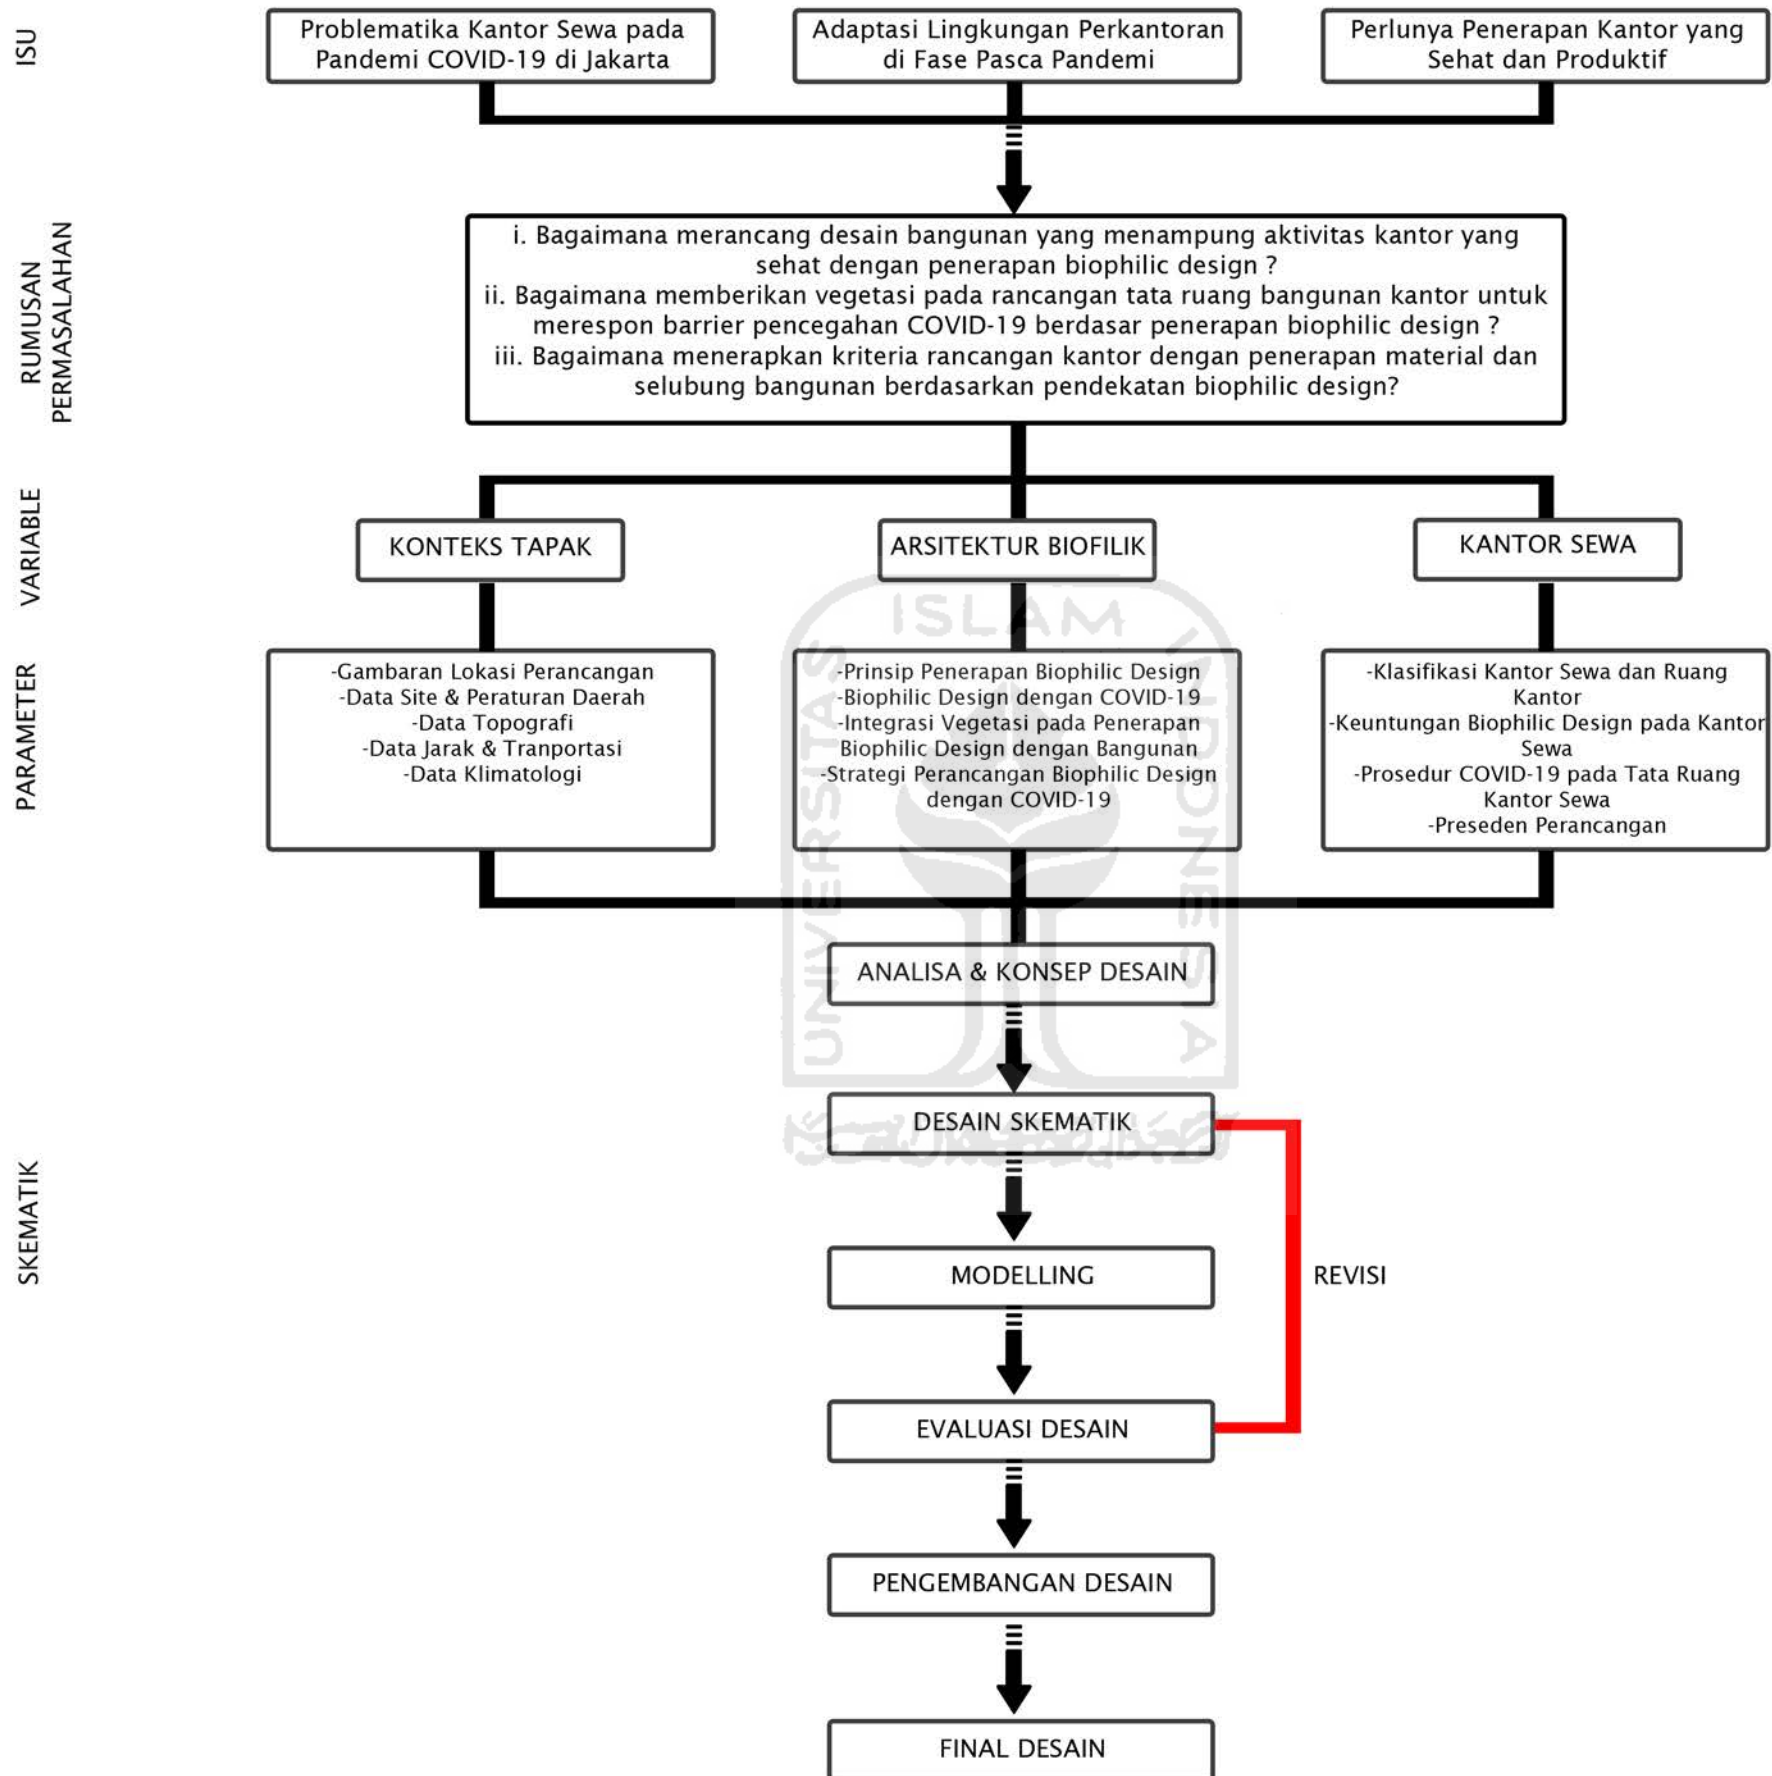 ISU
Problematika Kantor Sewa pada
Pandemi COVID-19 di Jakarta
Adaptasi Lingkungan Perkantoran
di Fase Pasca Pandemi
Perlunya Penerapan Kantor yang
Sehat dan Produktif
RUMUSAN
PERMASALAHAN
i. Bagaimana merancang desain bangunan yang menampung aktivitas kantor yang
sehat dengan penerapan biophilic design ?
ii. Bagaimana memberikan vegetasi pada rancangan tata ruang bangunan kantor untuk
merespon barrier pencegahan COVID-19 berdasar penerapan biophilic design ?
iii. Bagaimana menerapkan kriteria rancangan kantor dengan penerapan material dan
selubung bangunan berdasarkan pendekatan biophilic design?
VARIABLE
KONTEKS TAPAK
ARSITEKTUR BIOFILIK
KANTOR SEWA
PARAMETER
-Gambaran Lokasi Perancangan
-Data Site & Peraturan Daerah
-Data Topografi
-Data Jarak & Tranportasi
-Data Klimatologi
-Prinsip Penerapan Biophilic Design
-Biophilic Design dengan COVID-19
-Integrasi Vegetasi pada Penerapan
Biophilic Design dengan Bangunan
-Strategi Perancangan Biophilic Design
dengan COVID-19
-Klasifikasi Kantor Sewa dan Ruang
Kantor
-Keuntungan Biophilic Design pada Kantor
Sewa
-Prosedur COVID-19 pada Tata Ruang
Kantor Sewa
-Preseden Perancangan
UNIVERSITAS
ISLAM
INDONESIA
ANALISA & KONSEP DESAIN
SKEMATIK
DESAIN SKEMATIK
MODELLING
REVISI
EVALUASI DESAIN
PENGEMBANGAN DESAIN
FINAL DESAIN